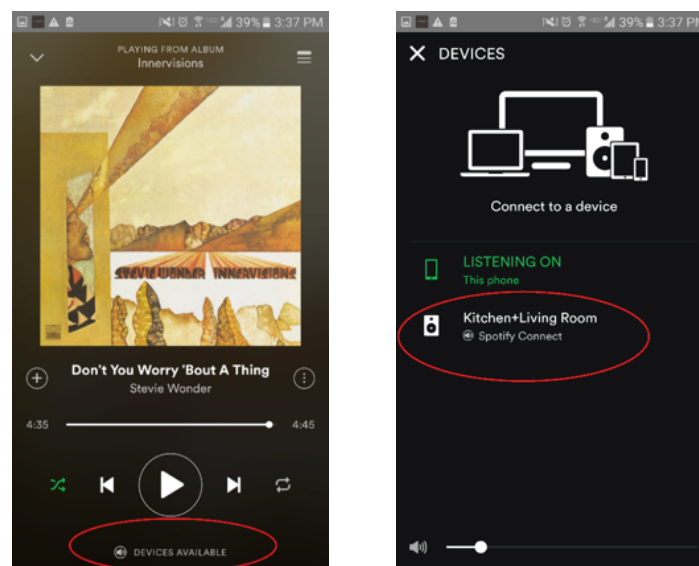 39% 3:37 PM
PLAYING FROM ALBUM
Innervisions
STEVIE WONDER INNERVISIONS
Don't You Worry 'Bout A Thing
Stevie Wonder
4:35
4:45
DEVICES AVAILABLE
39% 3:37 PM
DEVICES
Connect to a device
LISTENING ON
This phone
Kitchen+Living Room
Spotify Connect